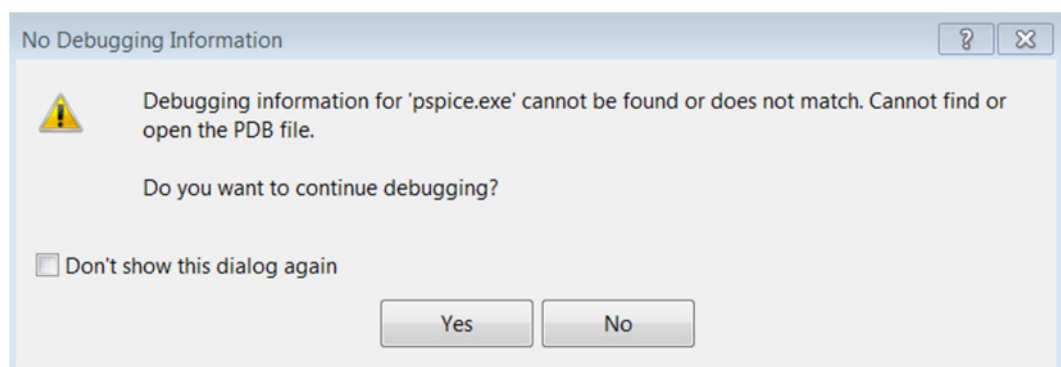 No Debugging Information
Debugging information for 'pspice.exe' cannot be found or does not match. Cannot find or
open the PDB file.
Do you want to continue debugging?
Don't show this dialog again
Yes No